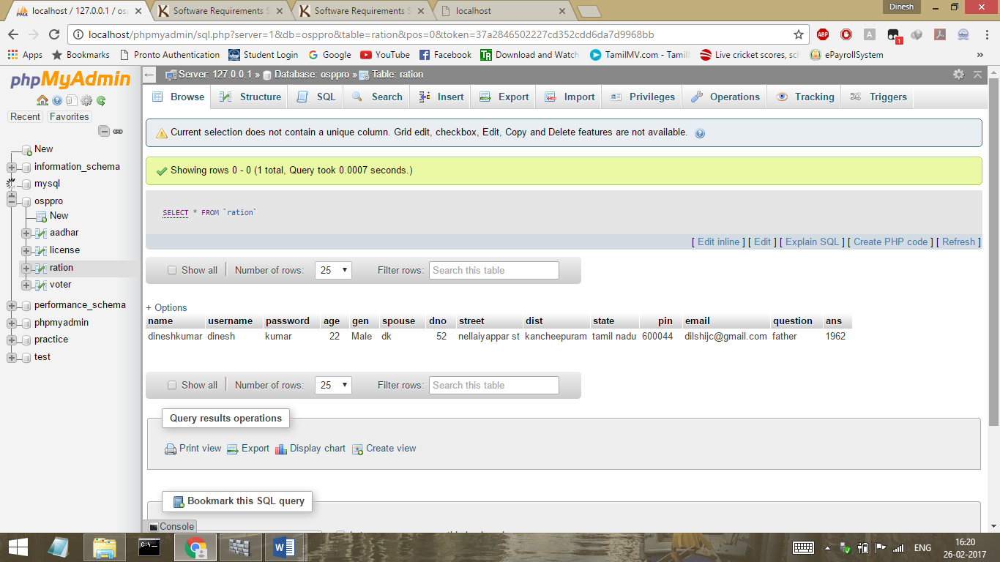 localhost / 127.0.0.1 / osp
Software Requirements S
Software Requirements S
localhost
Dinesh
localhost/phpmyadmin/sql.php?server=1&db=osppro&table=ration&pos=0&token=37a2846502227cd352cdd6da7d9968bb
Apps Bookmarks Pronto Authentication Student Login Google YouTube Facebook Download and Watch TamilMV.com - Tamil Live cricket scores, sc ePayrollSystem »
phpMyAdmin
Recent Favorites
New
information_schema
mysql
osppro
New
aadhar
license
ration
voter
performance_schema
phpmyadmin
practice
test
Server: 127.0.0.1 » Database: osppro » Table: ration
Browse Structure SQL Search Insert Export Import Privileges Operations Tracking Triggers
Current selection does not contain a unique column. Grid edit, checkbox, Edit, Copy and Delete features are not available.
Showing rows 0 - 0 (1 total, Query took 0.0007 seconds.)
SELECT * FROM `ration`
[ Edit inline ] [ Edit ] [ Explain SQL ] [ Create PHP code ] [ Refresh ]
Show all Number of rows: 25 Filter rows: Search this table
+ Options
name username password age gen spouse dno street dist state pin email question ans
dineshkumar dinesh kumar 22 Male dk 52 nellaiyappar st kancheepuram tamil nadu 600044 dilshijc@gmail.com father 1962
Show all Number of rows: 25 Filter rows: Search this table
Query results operations
Print view Export Display chart Create view
Bookmark this SQL query
Console
ENG
16:20
26-02-2017